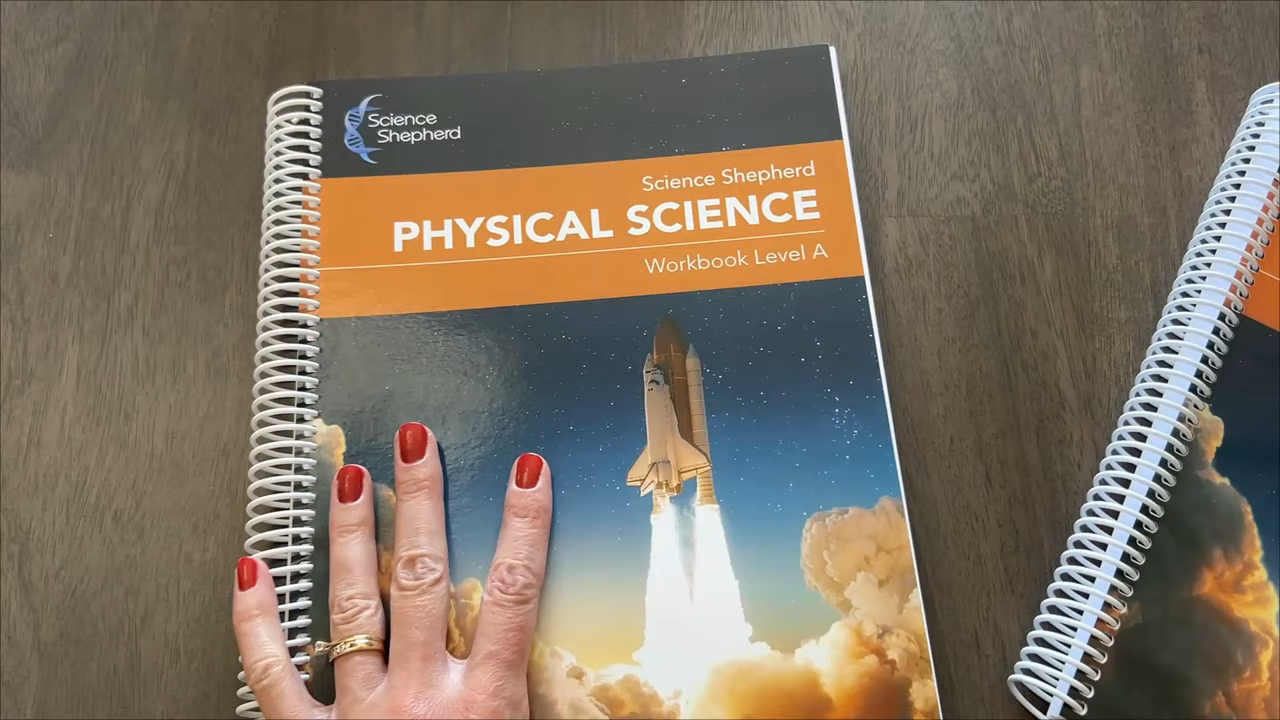 Science
Shepherd
Science Shepherd
PHYSICAL SCIENCE
Workbook Level A